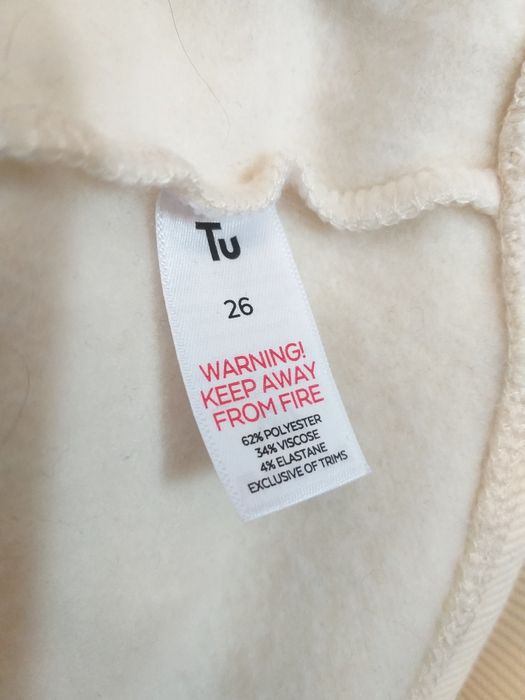 Tu
26
WARNING!
KEEP AWAY
FROM FIRE
62% POLYESTER
34% VISCOSE
4% ELASTANE
EXCLUSIVE OF TRIMS